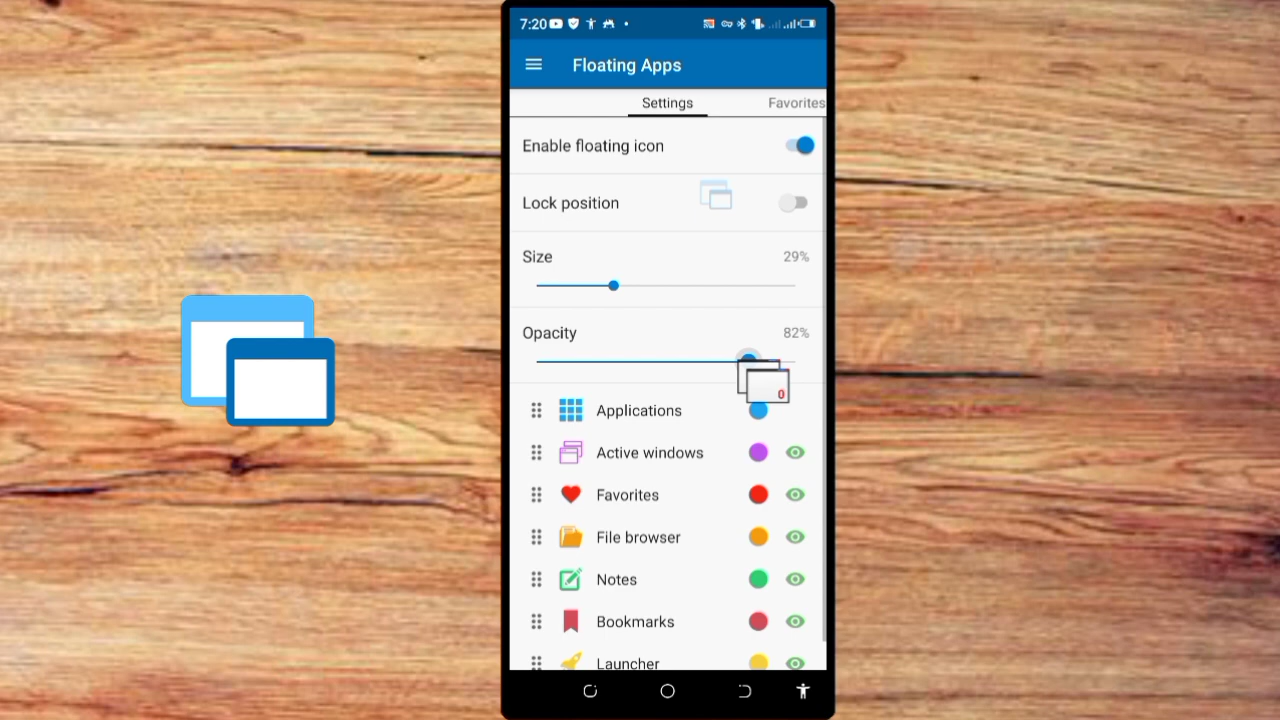 7:20
Floating Apps
Settings Favorites
Enable floating icon
Lock position
Size 29%
Opacity 82%
0
Applications
Active windows
Favorites
File browser
Notes
Bookmarks
Launcher